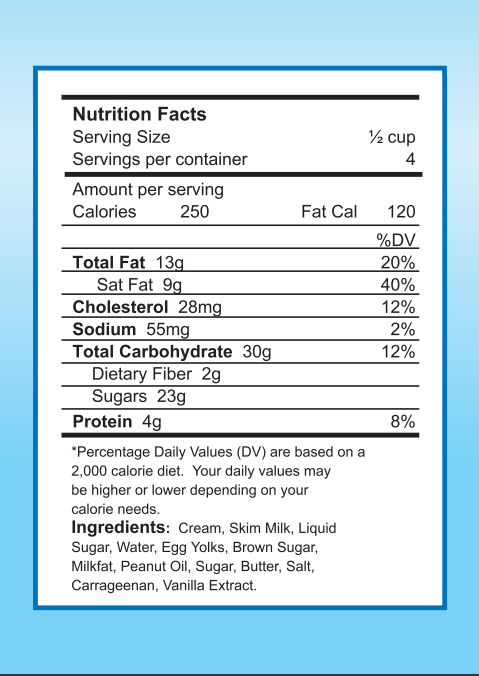 Nutrition Facts
Serving Size ½ cup
Servings per container 4
Amount per serving
Calories 250 Fat Cal 120
%DV
Total Fat 13g 20%
Sat Fat 9g 40%
Cholesterol 28mg 12%
Sodium 55mg 2%
Total Carbohydrate 30g 12%
Dietary Fiber 2g
Sugars 23g
Protein 4g 8%
*Percentage Daily Values (DV) are based on a
2,000 calorie diet. Your daily values may
be higher or lower depending on your
calorie needs.
Ingredients: Cream, Skim Milk, Liquid
Sugar, Water, Egg Yolks, Brown Sugar,
Milkfat, Peanut Oil, Sugar, Butter, Salt,
Carrageenan, Vanilla Extract.